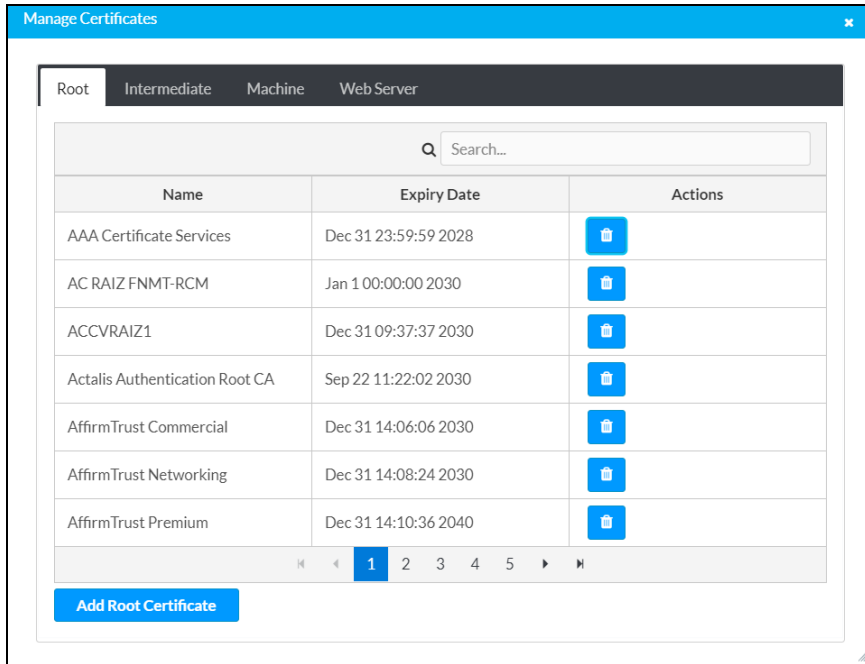 Manage Certificates
Root Intermediate Machine Web Server
Search...
Name Expiry Date Actions
AAA Certificate Services Dec 31 23:59:59 2028
AC RAIZ FNMT-RCM Jan 1 00:00:00 2030
ACCVRAIZ1 Dec 31 09:37:37 2030
Actalis Authentication Root CA Sep 22 11:22:02 2030
AffirmTrust Commercial Dec 31 14:06:06 2030
AffirmTrust Networking Dec 31 14:08:24 2030
AffirmTrust Premium Dec 31 14:10:36 2040
1 2 3 4 5
Add Root Certificate